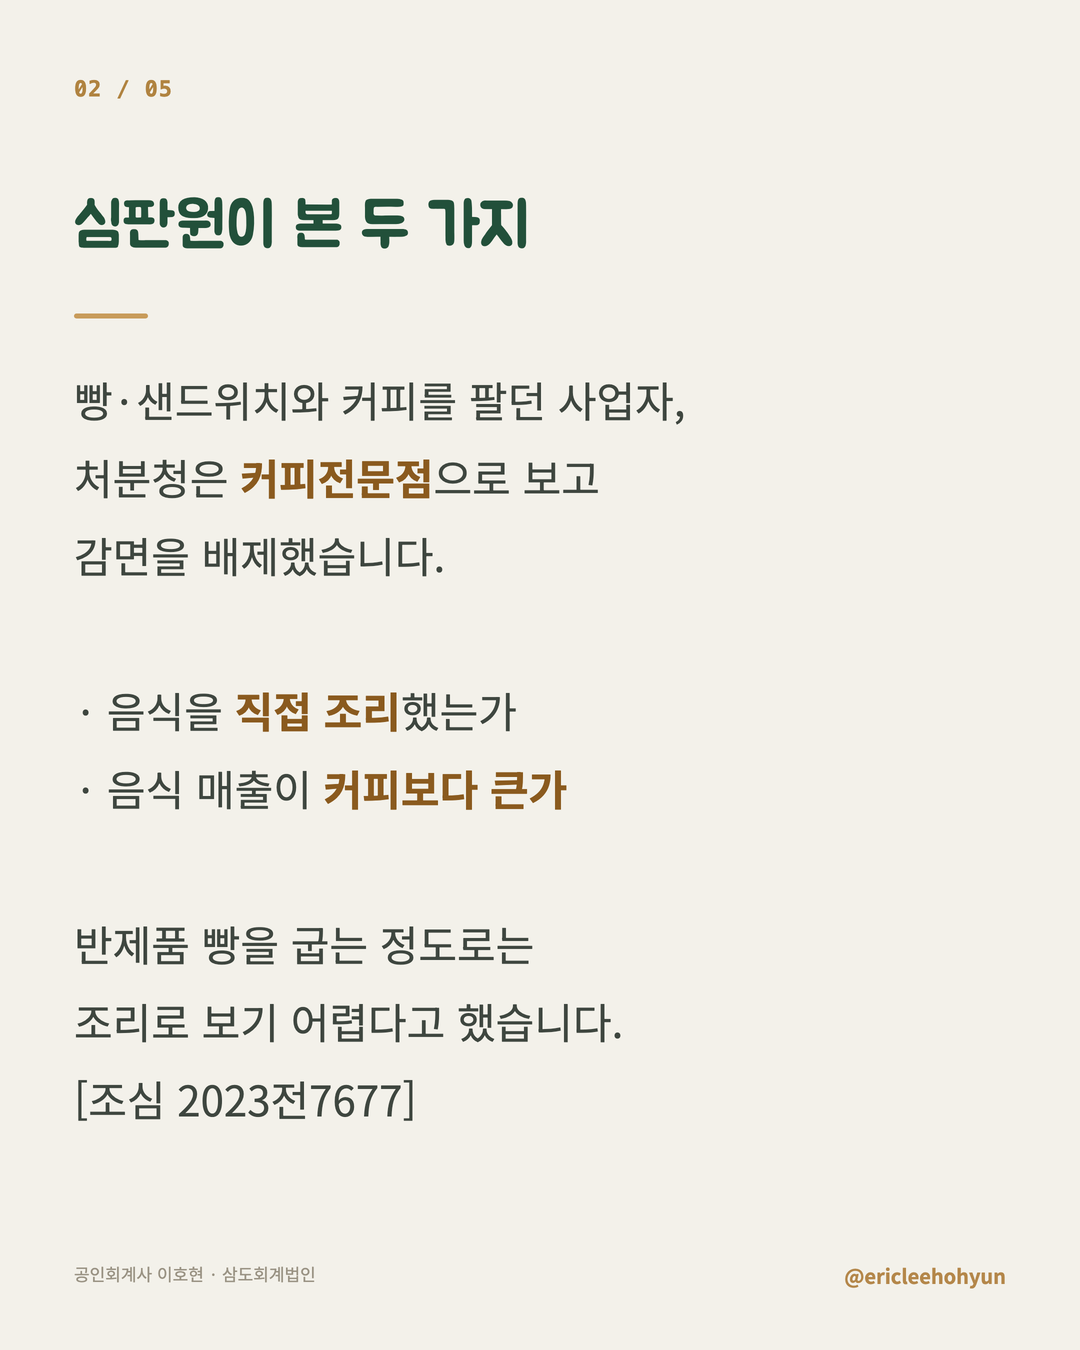 02 / 05
심판원이 본 두 가지
빵·샌드위치와 커피를 팔던 사업자,
처분청은 커피전문점으로 보고
감면을 배제했습니다.
· 음식을 직접 조리했는가
· 음식 매출이 커피보다 큰가
반제품 빵을 굽는 정도로는
조리로 보기 어렵다고 했습니다.
[조심 2023전7677]
공인회계사 이호현 · 삼도회계법인
@ericleehohyun